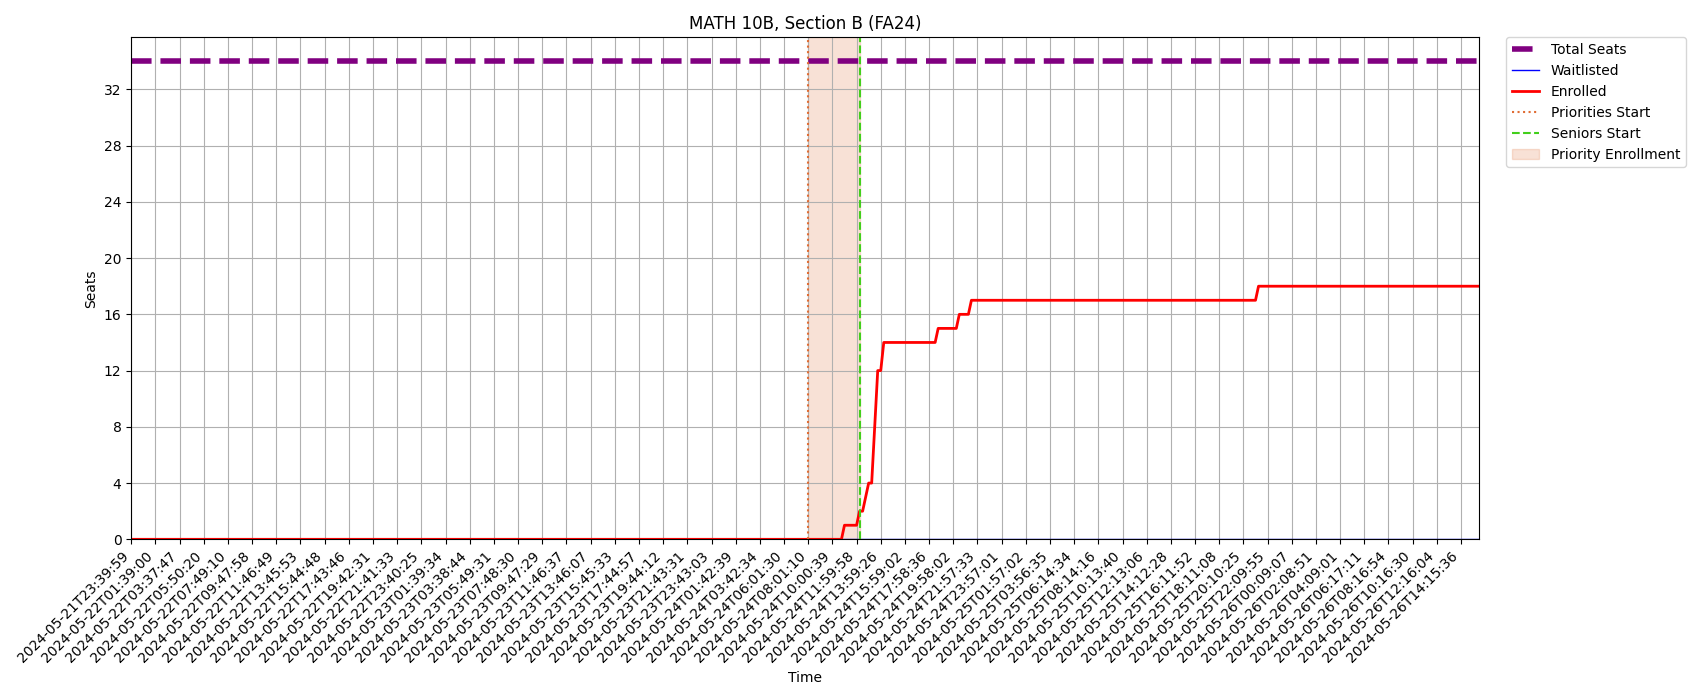 MATH 10B, Section B (FA24)
Total Seats
Waitlisted
Enrolled
Priorities Start
Seniors Start
Priority Enrollment
Seats
32
28
24
20
16
12
8
4
0
2024-05-21T23:39:59
2024-05-22T01:39:00
2024-05-22T03:37:47
2024-05-22T05:50:20
2024-05-22T07:49:10
2024-05-22T09:47:58
2024-05-22T11:46:49
2024-05-22T13:45:53
2024-05-22T15:44:48
2024-05-22T17:43:46
2024-05-22T19:42:31
2024-05-22T21:41:33
2024-05-22T23:40:25
2024-05-23T01:39:34
2024-05-23T03:38:44
2024-05-23T05:49:31
2024-05-23T07:48:30
2024-05-23T09:47:29
2024-05-23T11:46:37
2024-05-23T13:46:07
2024-05-23T15:45:33
2024-05-23T17:44:57
2024-05-23T19:44:12
2024-05-23T21:43:31
2024-05-23T23:43:03
2024-05-24T01:42:39
2024-05-24T03:42:34
2024-05-24T06:01:30
2024-05-24T08:01:10
2024-05-24T10:00:39
2024-05-24T11:59:58
2024-05-24T13:59:26
2024-05-24T15:59:02
2024-05-24T17:58:36
2024-05-24T19:58:02
2024-05-24T21:57:33
2024-05-24T23:57:01
2024-05-25T01:57:02
2024-05-25T03:56:35
2024-05-25T06:14:34
2024-05-25T08:14:16
2024-05-25T10:13:40
2024-05-25T12:13:06
2024-05-25T14:12:28
2024-05-25T16:11:52
2024-05-25T18:11:08
2024-05-25T20:10:25
2024-05-25T22:09:55
2024-05-26T00:09:07
2024-05-26T02:08:51
2024-05-26T04:09:01
2024-05-26T06:17:11
2024-05-26T08:16:54
2024-05-26T10:16:30
2024-05-26T12:16:04
2024-05-26T14:15:36
Time